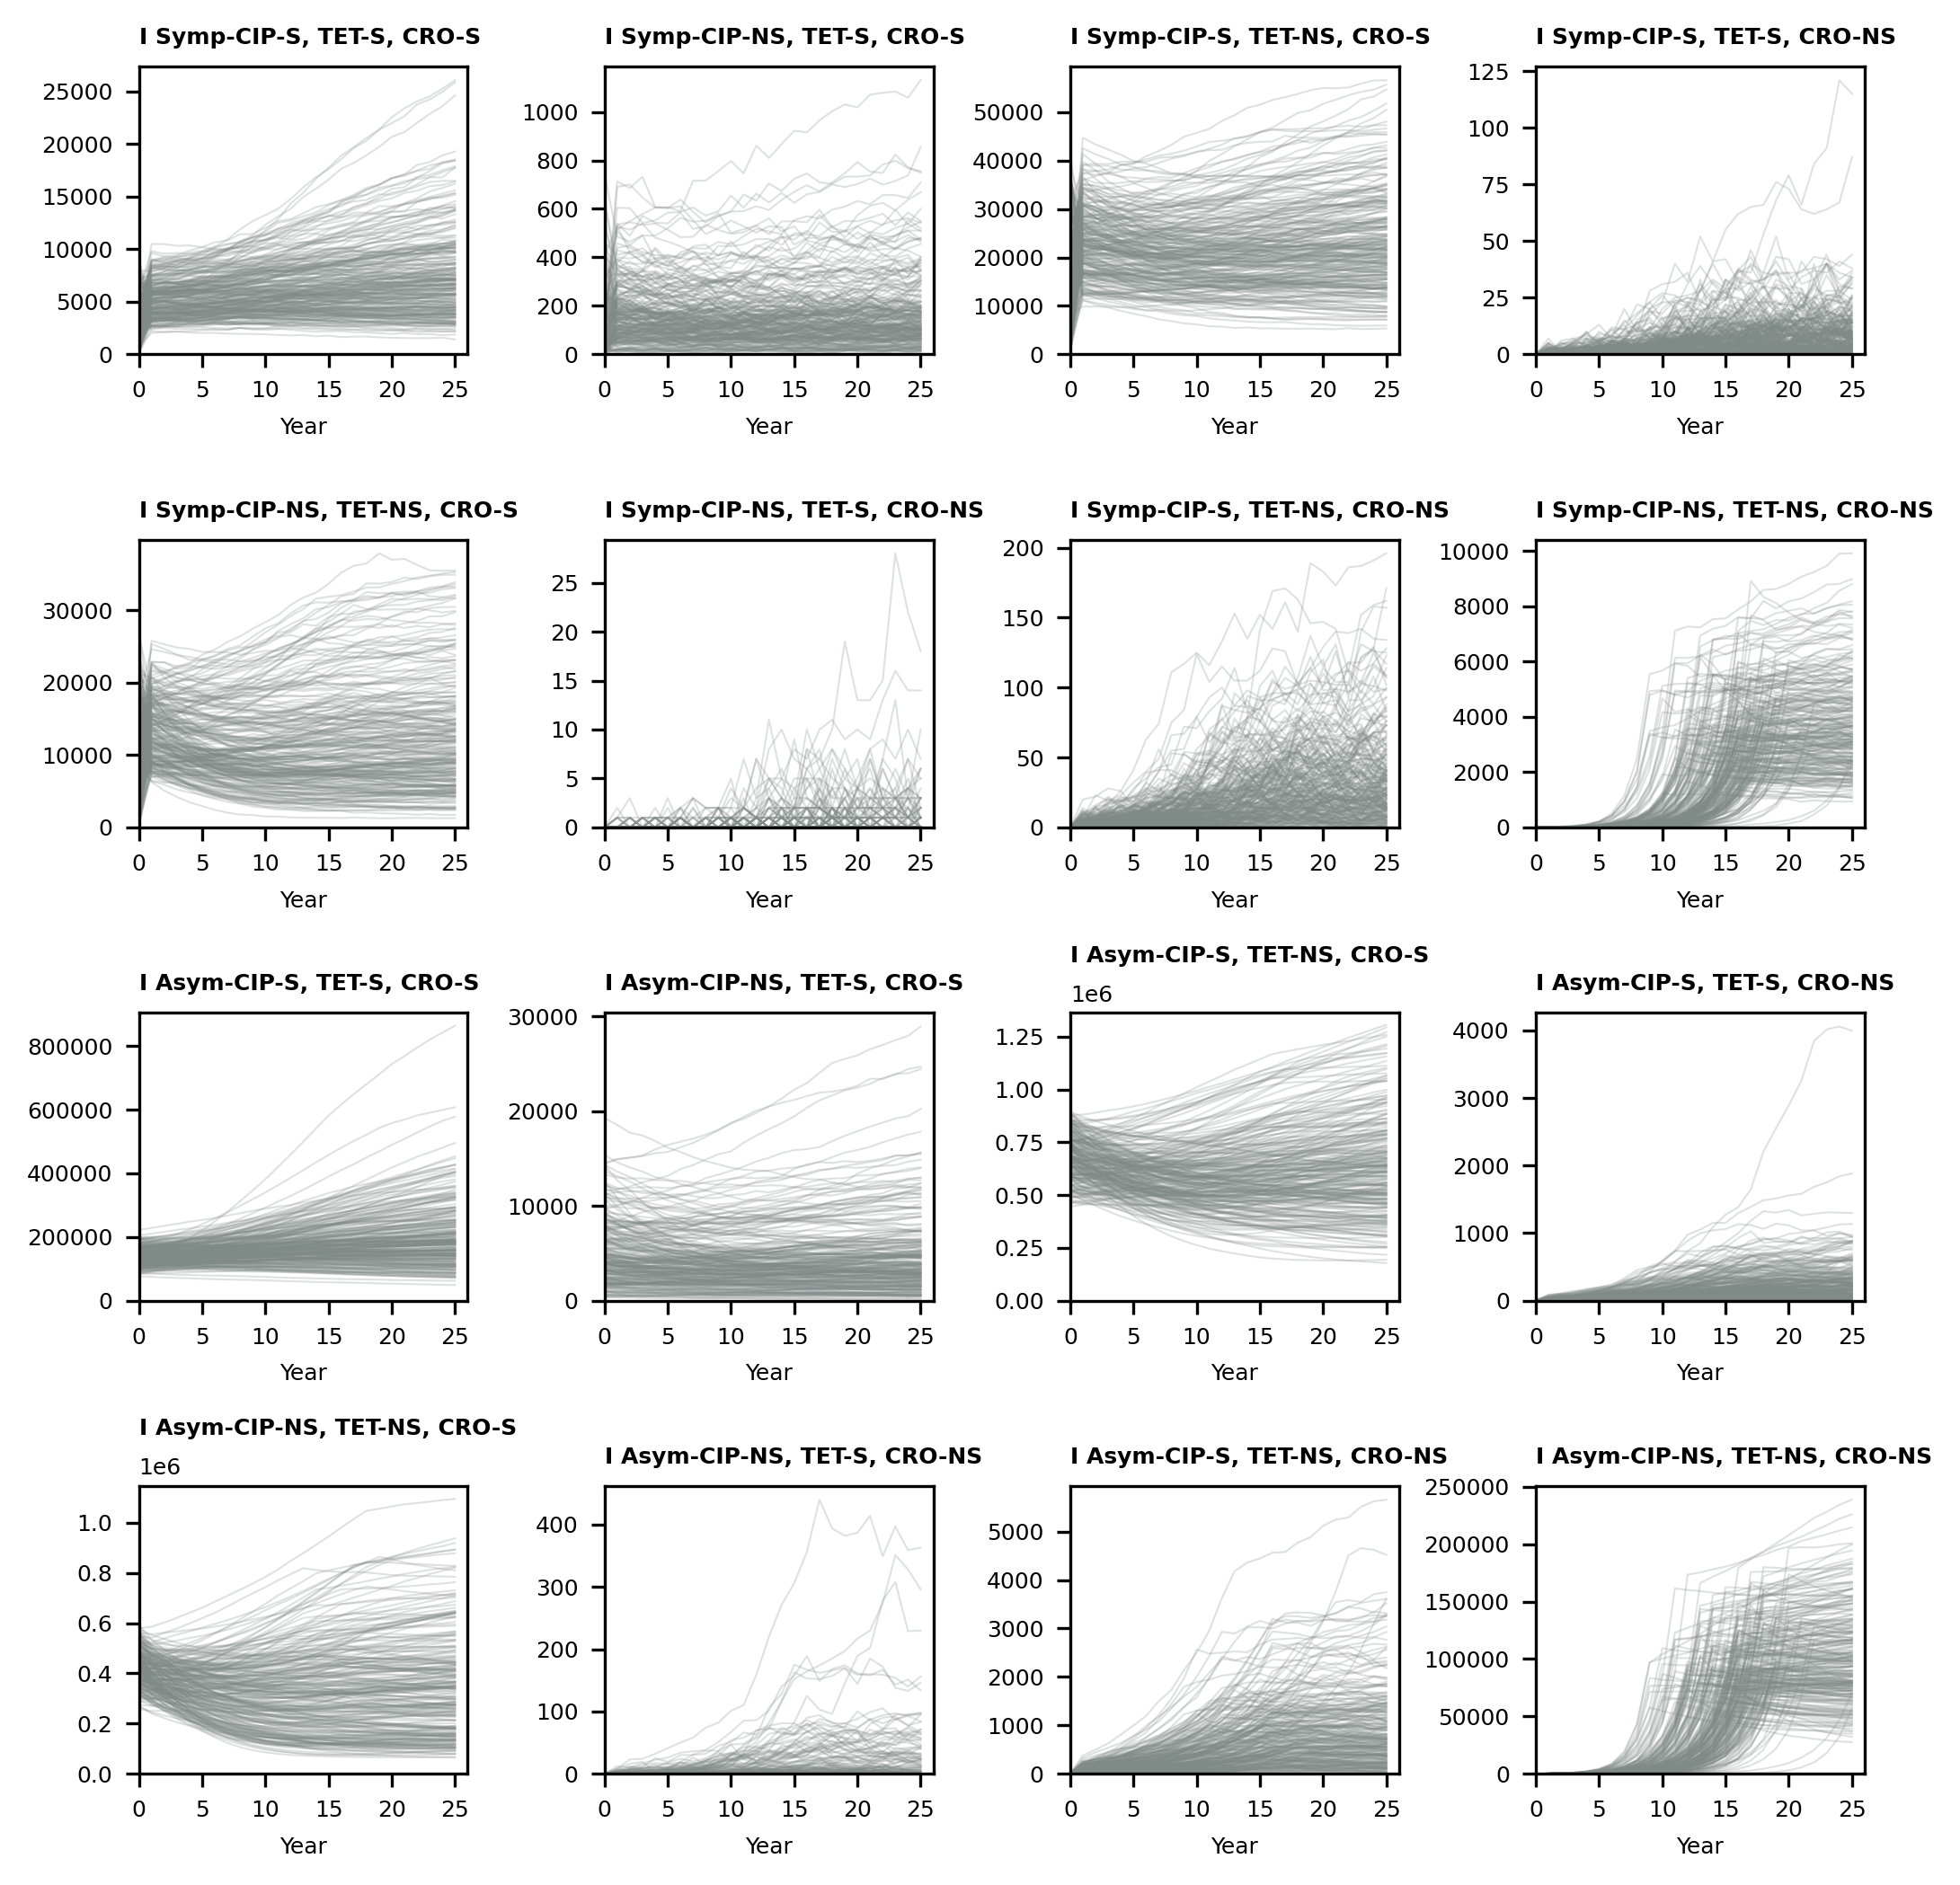 I Symp-CIP-S, TET-S, CRO-S
25000
20000
15000
10000
5000
0
0 5 10 15 20 25
Year
I Symp-CIP-NS, TET-S, CRO-S
1000
800
600
400
200
0
0 5 10 15 20 25
Year
I Symp-CIP-S, TET-NS, CRO-S
50000
40000
30000
20000
10000
0
0 5 10 15 20 25
Year
I Symp-CIP-S, TET-S, CRO-NS
125
100
75
50
25
0
0 5 10 15 20 25
Year
I Symp-CIP-NS, TET-NS, CRO-S
30000
20000
10000
0
0 5 10 15 20 25
Year
I Symp-CIP-NS, TET-S, CRO-NS
25
20
15
10
5
0
0 5 10 15 20 25
Year
I Symp-CIP-S, TET-NS, CRO-NS
200
150
100
50
0
0 5 10 15 20 25
Year
I Symp-CIP-NS, TET-NS, CRO-NS
10000
8000
6000
4000
2000
0
0 5 10 15 20 25
Year
I Asym-CIP-S, TET-S, CRO-S
800000
600000
400000
200000
0
0 5 10 15 20 25
Year
I Asym-CIP-NS, TET-S, CRO-S
30000
20000
10000
0
0 5 10 15 20 25
Year
I Asym-CIP-S, TET-NS, CRO-S
1e6
1.25
1.00
0.75
0.50
0.25
0.00
0 5 10 15 20 25
Year
I Asym-CIP-S, TET-S, CRO-NS
4000
3000
2000
1000
0
0 5 10 15 20 25
Year
I Asym-CIP-NS, TET-NS, CRO-S
1e6
1.0
0.8
0.6
0.4
0.2
0.0
0 5 10 15 20 25
Year
I Asym-CIP-NS, TET-S, CRO-NS
400
300
200
100
0
0 5 10 15 20 25
Year
I Asym-CIP-S, TET-NS, CRO-NS
5000
4000
3000
2000
1000
0
0 5 10 15 20 25
Year
I Asym-CIP-NS, TET-NS, CRO-NS
250000
200000
150000
100000
50000
0
0 5 10 15 20 25
Year